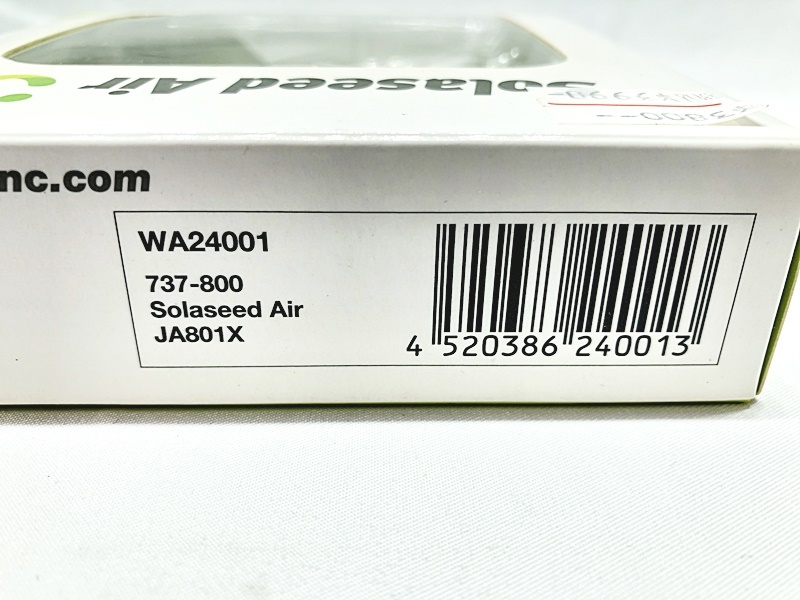 Solaseed Air
nc.com
WA24001
737-800
Solaseed Air
JA801X
4 520386 240013